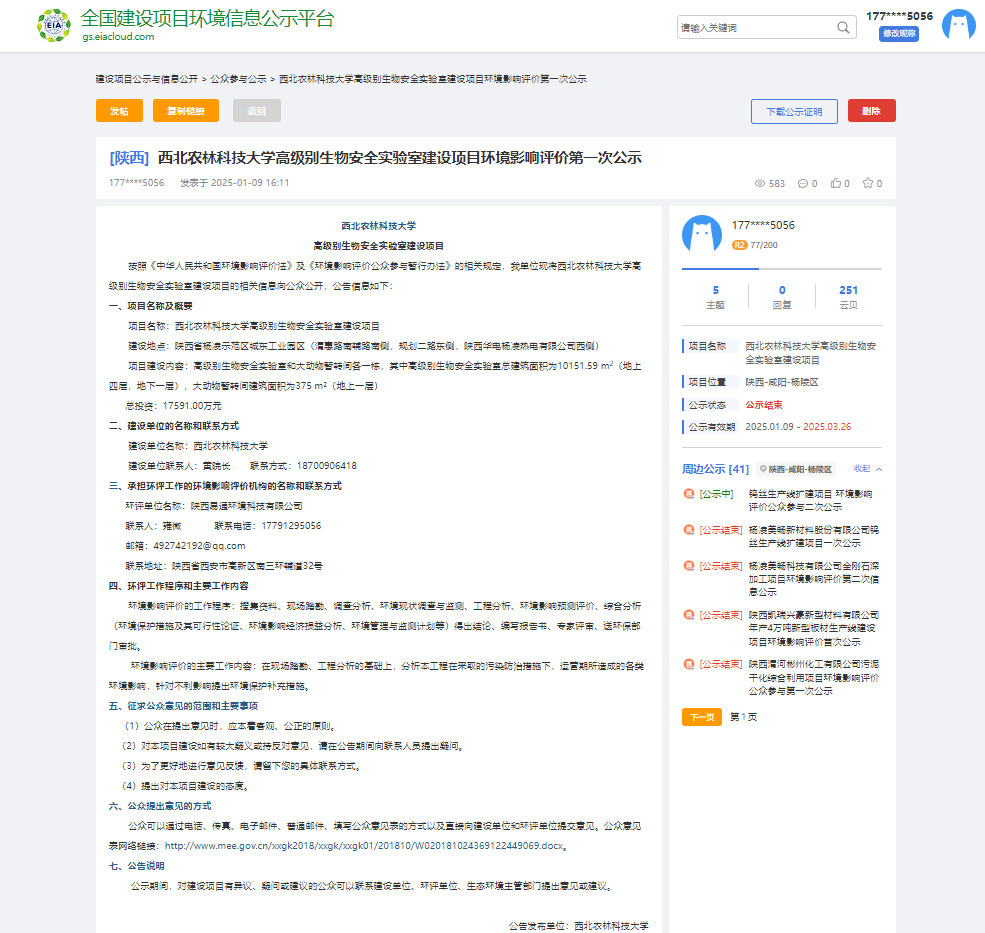 全国建设项目环境信息公示平台
gs.eiacloud.com
请输入关键词
177****5056
修改昵称
建设项目公示与信息公开 > 公众参与公示 > 西北农林科技大学高级别生物安全实验室建设项目环境影响评价第一次公示
发帖
复制链接
返回
下载公示证明
删除
[陕西] 西北农林科技大学高级别生物安全实验室建设项目环境影响评价第一次公示
177****5056 发表于 2025-01-09 16:11
583 0 0 0
西北农林科技大学
高级别生物安全实验室建设项目
按照《中华人民共和国环境影响评价法》及《环境影响评价公众参与暂行办法》的相关规定，我单位现将西北农林科技大学高
级别生物安全实验室建设项目的相关信息向公众公开，公告信息如下：
一、项目名称及概要
项目名称：西北农林科技大学高级别生物安全实验室建设项目
建设地点：陕西省杨凌示范区城东工业园区（渭惠路南辅路南侧，规划二路东侧，陕西华电杨凌热电有限公司西侧）
项目建设内容：高级别生物安全实验室和大动物暂转间各一栋，其中高级别生物安全实验室总建筑面积为10151.59 m²（地上
四层，地下一层），大动物暂转间建筑面积为375 m²（地上一层）
总投资：17591.00万元
二、建设单位的名称和联系方式
建设单位名称：西北农林科技大学
建设单位联系人：黄院长 联系方式：18700906418
三、承担环评工作的环境影响评价机构的名称和联系方式
环评单位名称：陕西易通环境科技有限公司
联系人：雍微 联系电话：17791295056
邮箱：492742192@qq.com
联系地址：陕西省西安市高新区南三环辅道32号
四、环评工作程序和主要工作内容
环境影响评价的工作程序：搜集资料、现场踏勘、调查分析、环境现状调查与监测、工程分析、环境影响预测评价、综合分析
（环境保护措施及其可行性论证、环境影响经济损益分析、环境管理与监测计划等）得出结论、编写报告书、专家评审、送环保部
门审批。
环境影响评价的主要工作内容：在现场踏勘、工程分析的基础上，分析本工程在采取的污染防治措施下，运营期所造成的各类
环境影响，针对不利影响提出环境保护补充措施。
五、征求公众意见的范围和主要事项
（1）公众在提出意见时，应本着客观、公正的原则。
（2）对本项目建设如有较大疑义或持反对意见，请在公告期间向联系人员提出疑问。
（3）为了更好地进行意见反馈，请留下您的具体联系方式。
（4）提出对本项目建设的态度。
六、公众提出意见的方式
公众可以通过电话、传真、电子邮件、普通邮件、填写公众意见表的方式以及直接向建设单位和环评单位提交意见。公众意见
表网络链接：http://www.mee.gov.cn/xxgk2018/xxgk/xxgk01/201810/W020181024369122449069.docx。
七、公告说明
公示期间，对建设项目有异议、疑问或建议的公众可以联系建设单位、环评单位、生态环境主管部门提出意见或建议。
公告发布单位：西北农林科技大学
177****5056
R2 77/200
5 0 251
主题 回复 云贝
项目名称 西北农林科技大学高级别生物安
全实验室建设项目
项目位置 陕西-咸阳-杨陵区
公示状态 公示结束
公示有效期 2025.01.09 - 2025.03.26
周边公示 [41] 陕西-咸阳-杨陵区 收起
[公示中] 钨丝生产线扩建项目 环境影响
评价公众参与二次公示
[公示结束] 杨凌美畅新材料股份有限公司钨
丝生产线扩建项目一次公示
[公示结束] 杨凌美畅科技有限公司金刚石深
加工项目环境影响评价第二次信
息公示
[公示结束] 陕西凯瑞兴豪新型材料有限公司
年产4万吨新型板材生产线建设
项目环境影响评价首次公示
[公示结束] 陕西渭河彬州化工有限公司污泥
干化综合利用项目环境影响评价
公众参与第一次公示
下一页 第1页